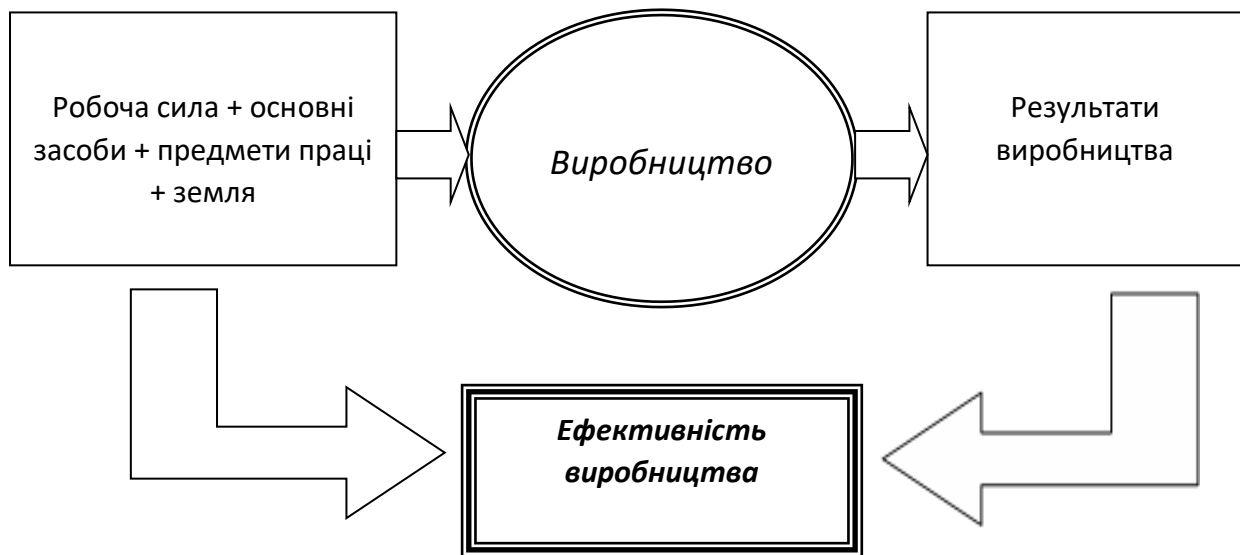 Робоча сила + основні
засоби + предмети праці
+ земля
Виробництво
Результати
виробництва
Ефективність
виробництва